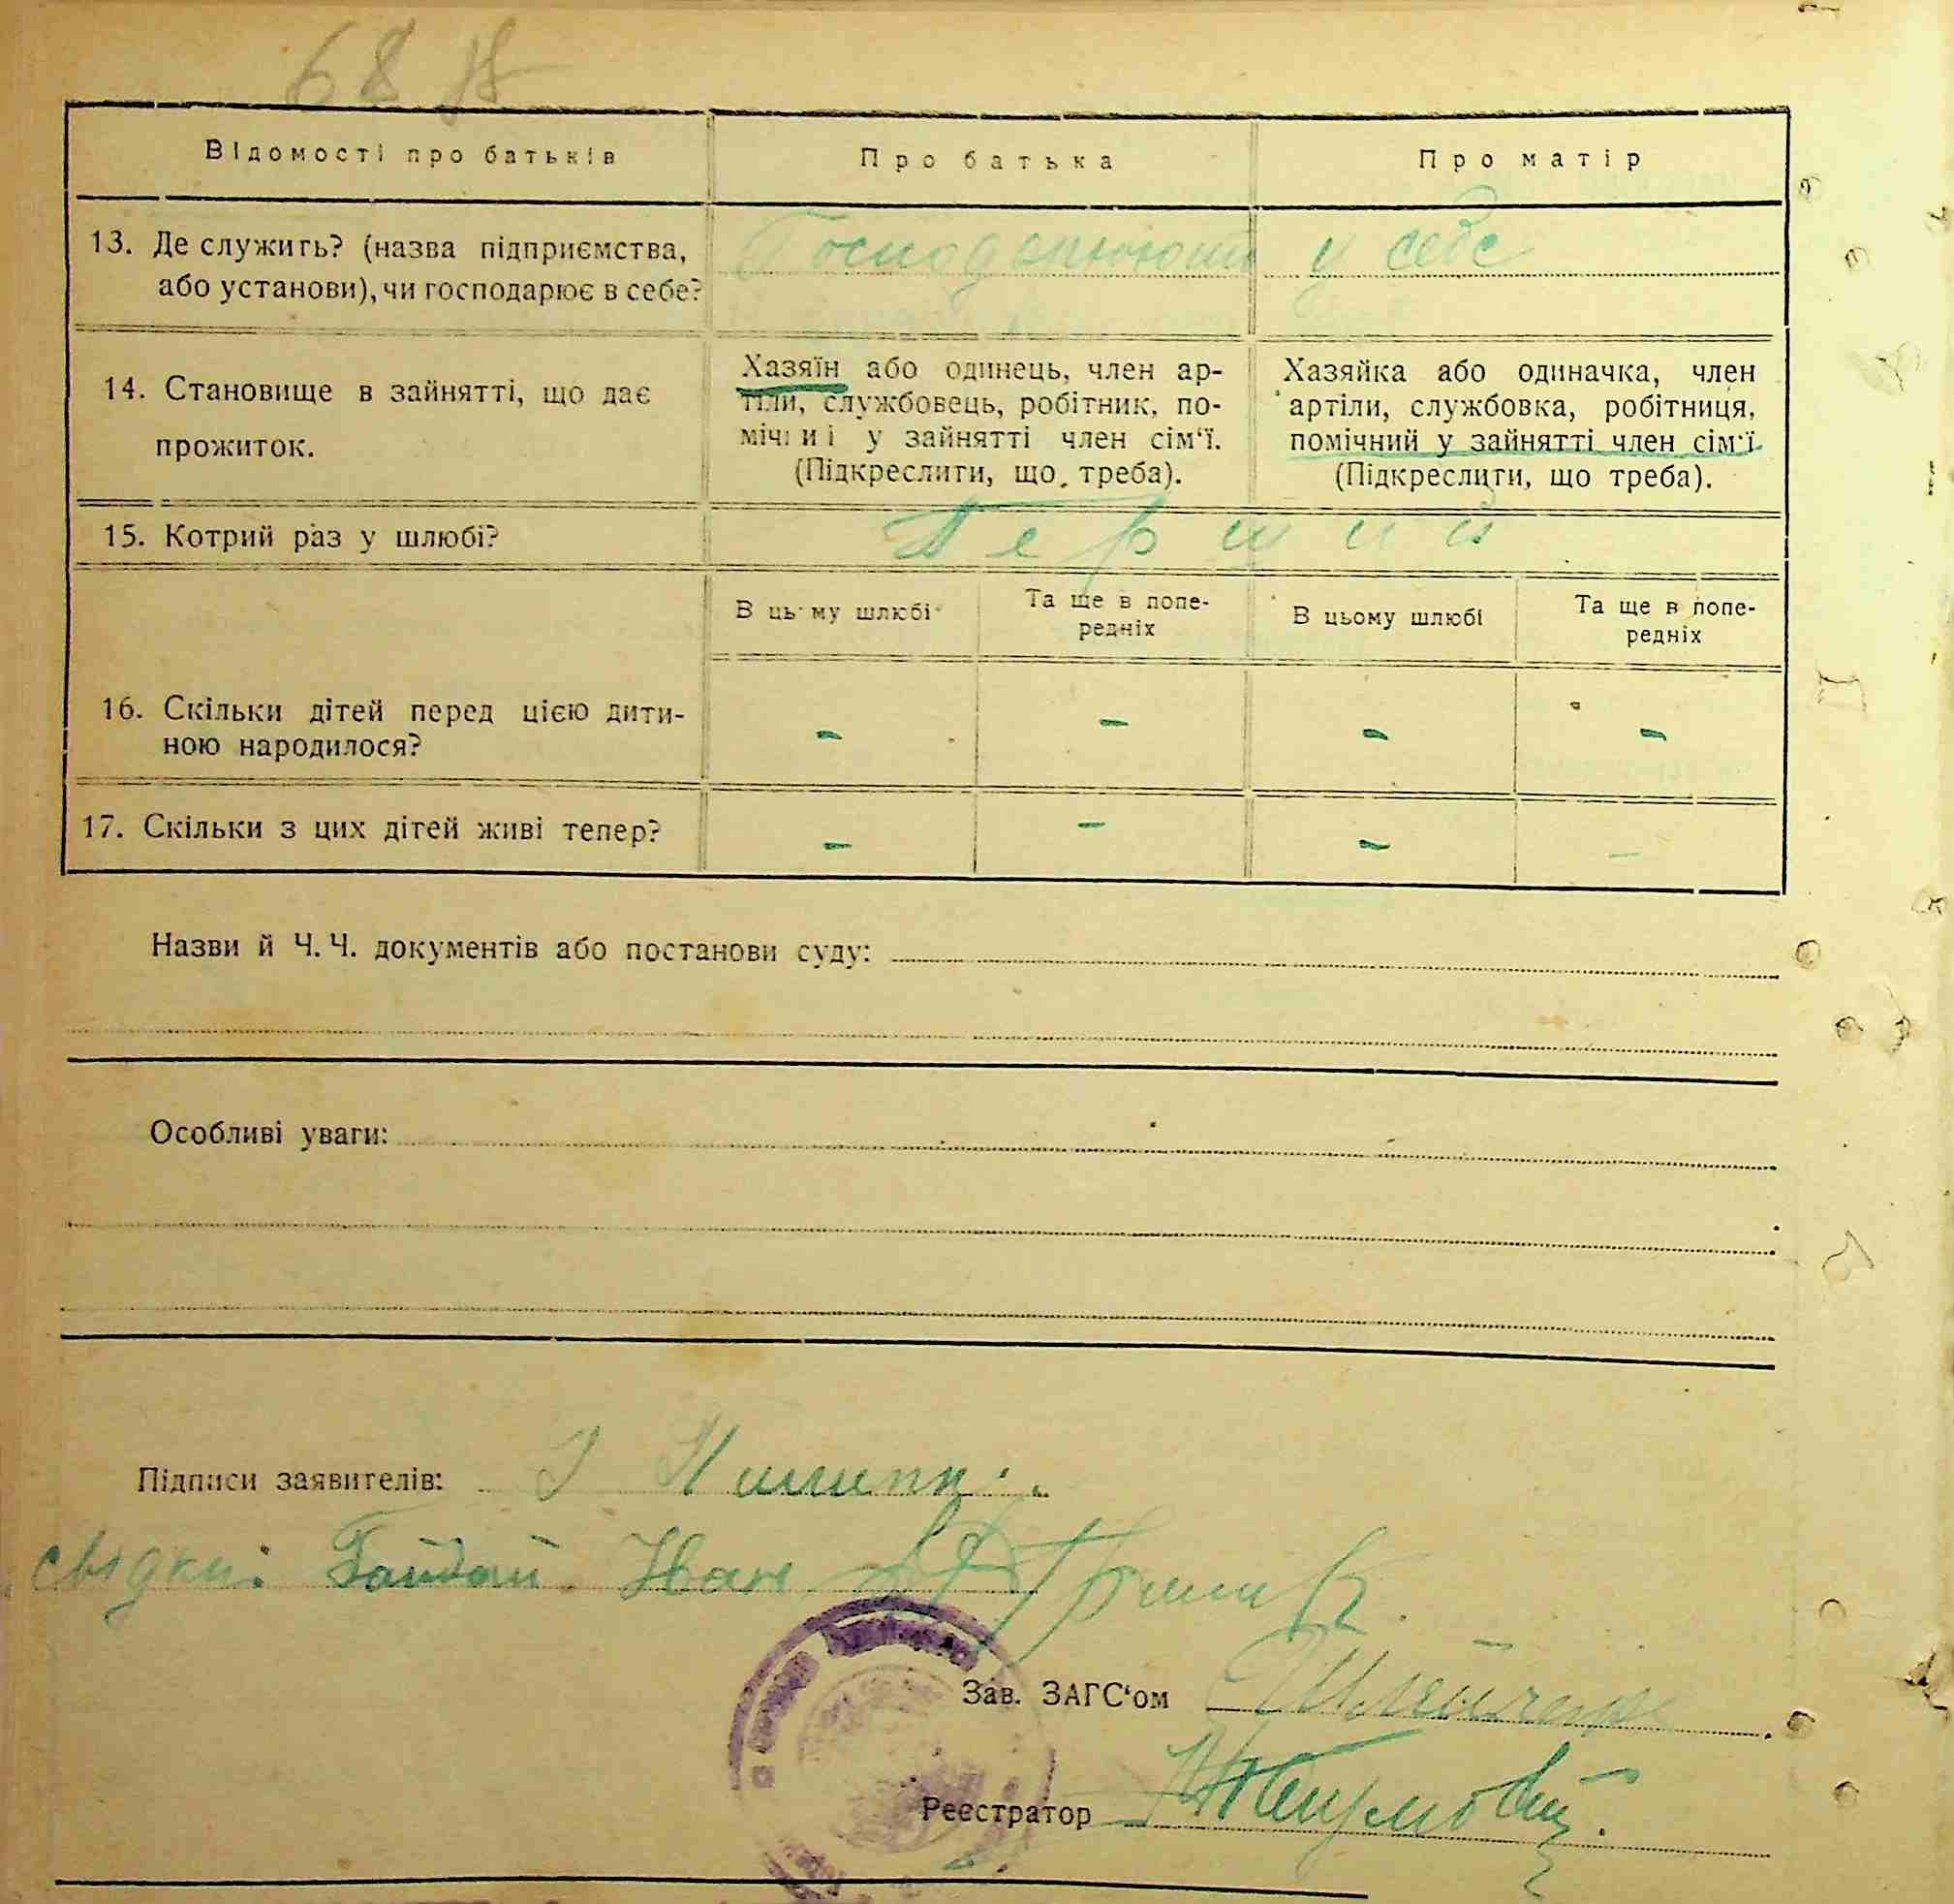 68
Відомості про батьків
Про батька
Про матір
13. Де служить? (назва підприємства,
або установи), чи господарює в себе?
Господарюють у себе
14. Становище в зайнятті, що дає
прожиток.
Хазяїн або одинець, член ар-
тіли, службовець, робітник, по-
мічниі у зайнятті член сім'ї.
(Підкреслити, що треба).
Хазяйка або одиначка, член
артіли, службовка, робітниця,
помічний у зайнятті член сім'ї
(Підкреслити, що треба).
15. Котрий раз у шлюбі?
Перший
В цьому шлюбі
Та ще в попе-
редніх
В цьому шлюбі
Та ще в попе-
редніх
16. Скільки дітей перед цією дити-
ною народилося?
- - - -
17. Скільки з цих дітей живі тепер?
- - - -
Назви й Ч. Ч. документів або постанови суду:
Особливі уваги:
Підписи заявителів:
свідки: Гайдай Иван
Зав. ЗАГС'ом
Реєстратор